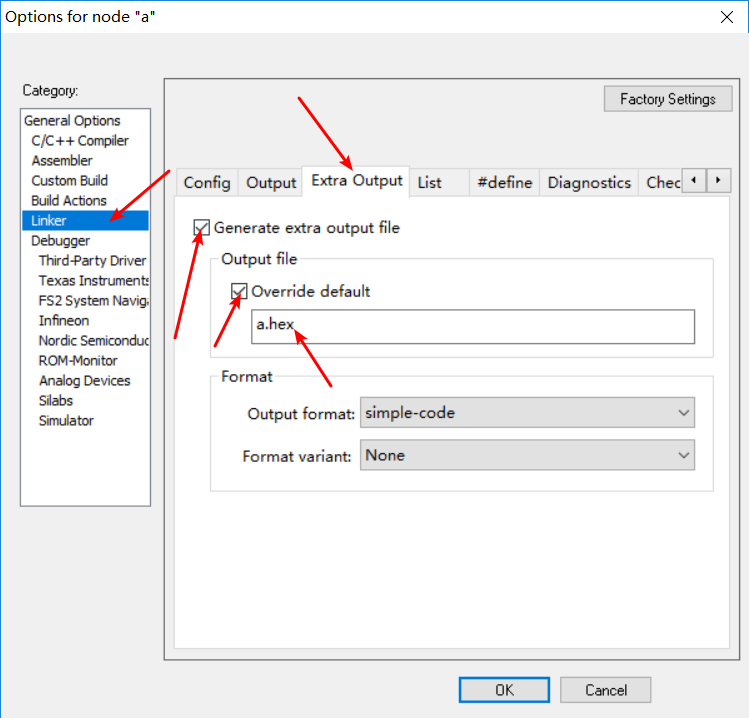 Options for node "a"
Category:
Factory Settings
General Options
C/C++ Compiler
Assembler
Custom Build
Build Actions
Linker
Debugger
Third-Party Driver
Texas Instruments
FS2 System Naviga
Infineon
Nordic Semiconduc
ROM-Monitor
Analog Devices
Silabs
Simulator
Config Output Extra Output List #define Diagnostics Chec
Generate extra output file
Output file
Override default
a.hex
Format
Output format: simple-code
Format variant: None
OK Cancel